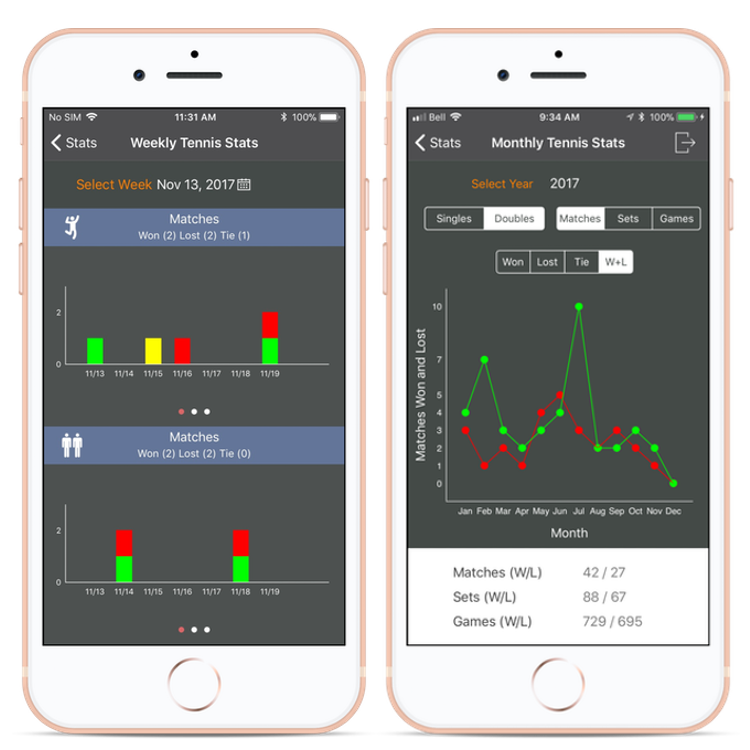 No SIM 11:31 AM 100%
Stats Weekly Tennis Stats
Select Week Nov 13, 2017
Matches
Won (2) Lost (2) Tie (1)
2
0
11/13 11/14 11/15 11/16 11/17 11/18 11/19
Matches
Won (2) Lost (2) Tie (0)
2
0
11/13 11/14 11/15 11/16 11/17 11/18 11/19
Bell 9:34 AM 100%
Stats Monthly Tennis Stats
Select Year 2017
Singles Doubles Matches Sets Games
Won Lost Tie W+L
Matches Won and Lost
10
7
5
4
3
2
1
0
Jan Feb Mar Apr May Jun Jul Aug Sep Oct Nov Dec
Month
Matches (W/L) 42 / 27
Sets (W/L) 88 / 67
Games (W/L) 729 / 695